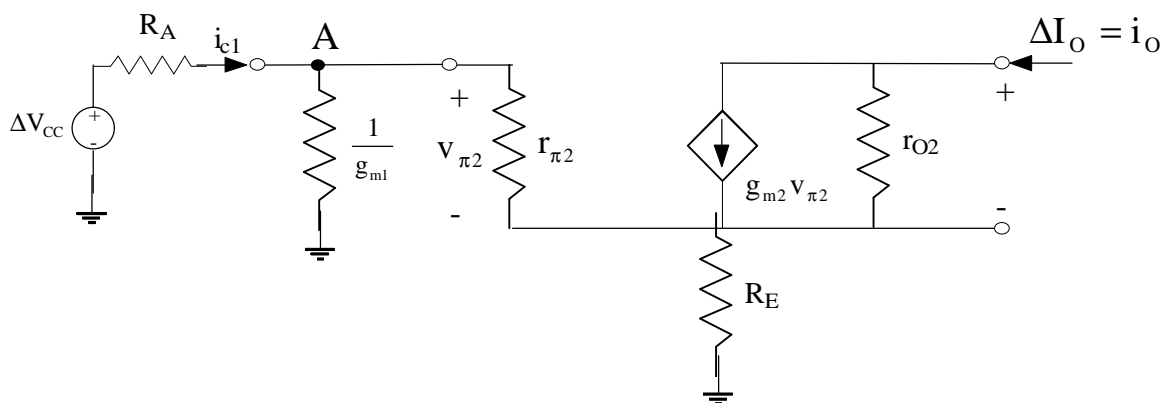 R_A
i_c1
A
ΔI_O = i_O
ΔV_CC
+
-
1
g_m1
+
v_π2
-
r_π2
g_m2 v_π2
r_O2
+
-
R_E